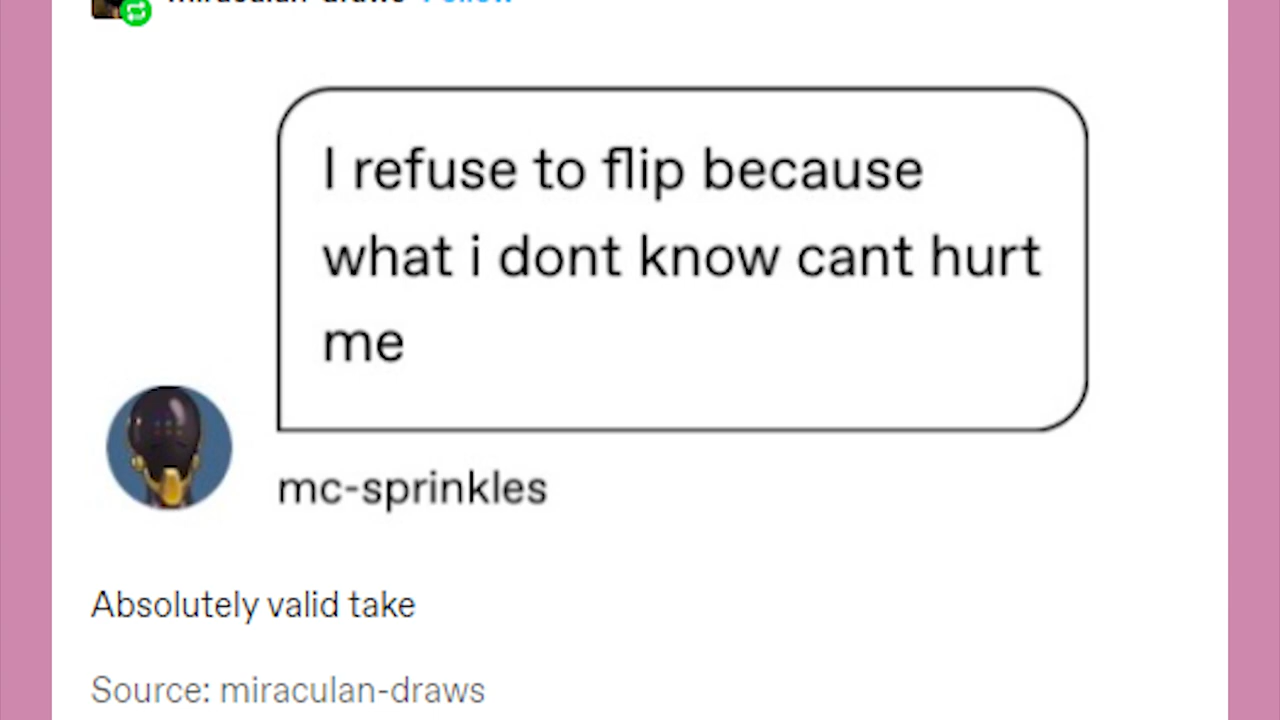 I refuse to flip because
what i dont know cant hurt
me
mc-sprinkles
Absolutely valid take
Source: miraculan-draws